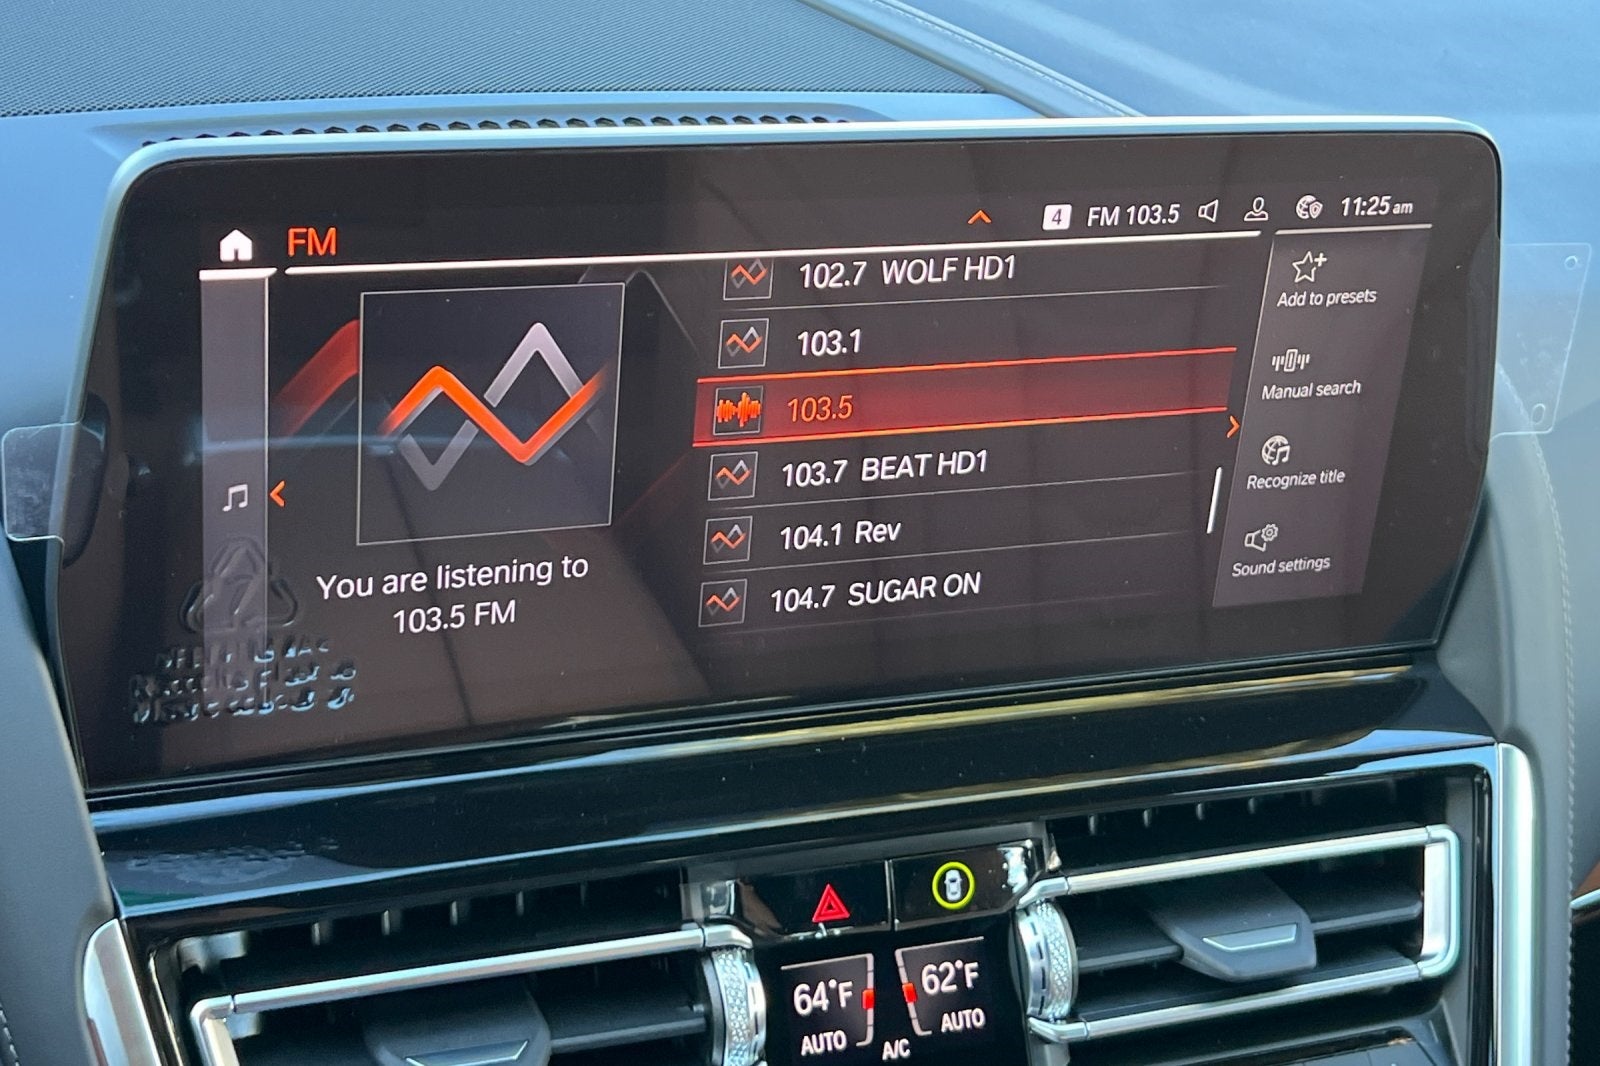 FM
4 FM 103.5 11:25 am
102.7 WOLF HD1
103.1
103.5
103.7 BEAT HD1
104.1 Rev
104.7 SUGAR ON
You are listening to
103.5 FM
Add to presets
Manual search
Recognize title
Sound settings
64°F
AUTO
A/C
62°F
AUTO